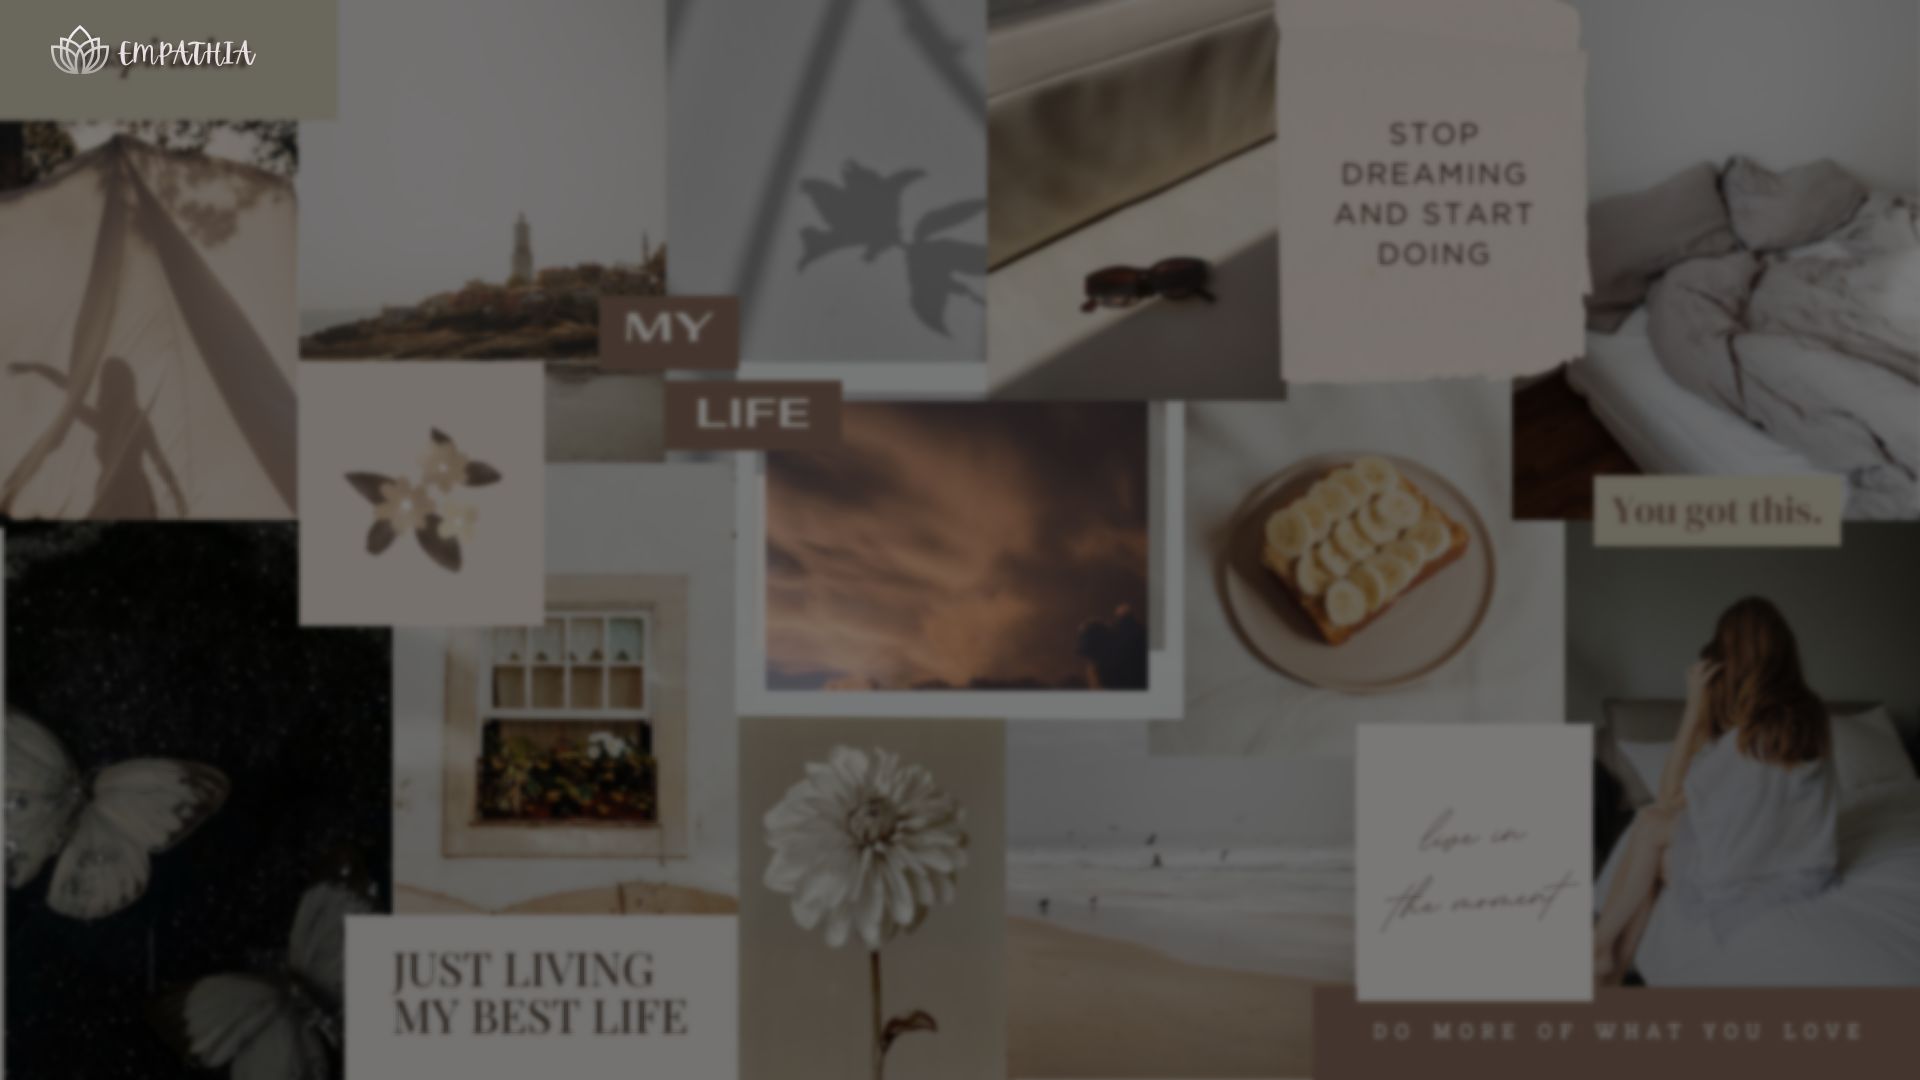 EMPATHIA
STOP
DREAMING
AND START
DOING
MY
LIFE
You got this.
live in
the moment
JUST LIVING
MY BEST LIFE
DO MORE OF WHAT YOU LOVE